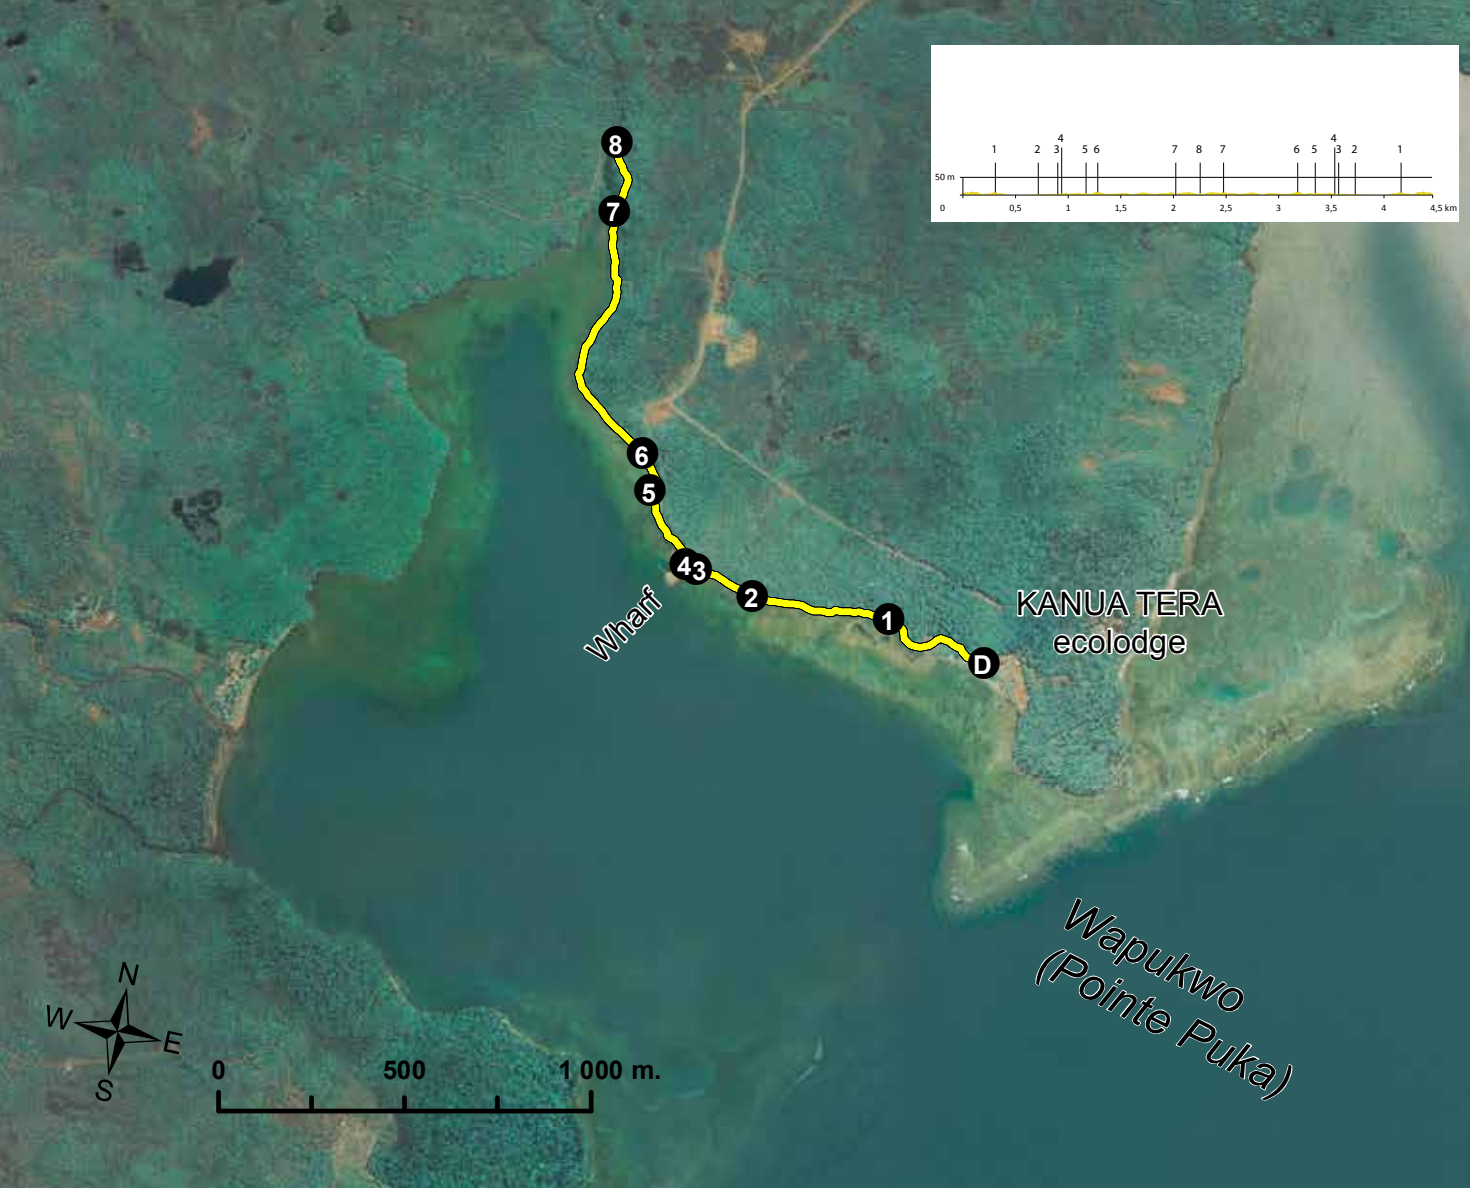 4 4
1 2 3 5 6 7 8 7 6 5 3 2 1
50 m
0 0,5 1 1,5 2 2,5 3 3,5 4 4,5 km
8
7
6
5
43
2
1
D
Wharf
KANUA TERA
ecolodge
Wapukwo
(Pointe Puka)
N
W E
S
0 500 1 000 m.